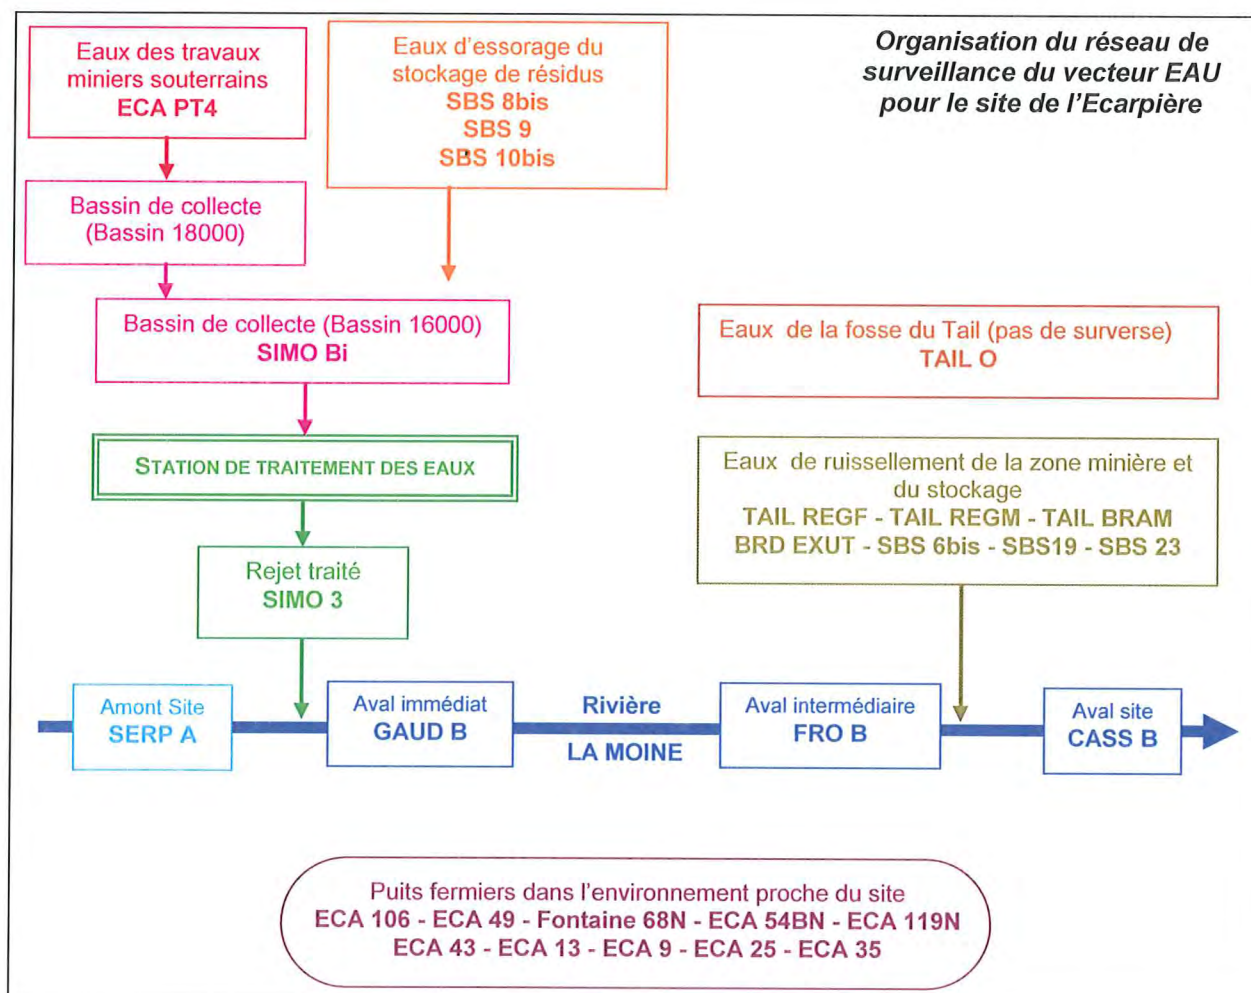 Organisation du réseau de
surveillance du vecteur EAU
pour le site de l'Ecarpière
Eaux des travaux
miniers souterrains
ECA PT4
Eaux d'essorage du
stockage de résidus
SBS 8bis
SBS 9
SBS 10bis
Bassin de collecte
(Bassin 18000)
Bassin de collecte (Bassin 16000)
SIMO Bi
Eaux de la fosse du Tail (pas de surverse)
TAIL O
STATION DE TRAITEMENT DES EAUX
Eaux de ruissellement de la zone minière et
du stockage
TAIL REGF - TAIL REGM - TAIL BRAM
BRD EXUT - SBS 6bis - SBS19 - SBS 23
Rejet traité
SIMO 3
Amont Site
SERP A
Aval immédiat
GAUD B
Rivière
LA MOINE
Aval intermédiaire
FRO B
Aval site
CASS B
Puits fermiers dans l'environnement proche du site
ECA 106 - ECA 49 - Fontaine 68N - ECA 54BN - ECA 119N
ECA 43 - ECA 13 - ECA 9 - ECA 25 - ECA 35